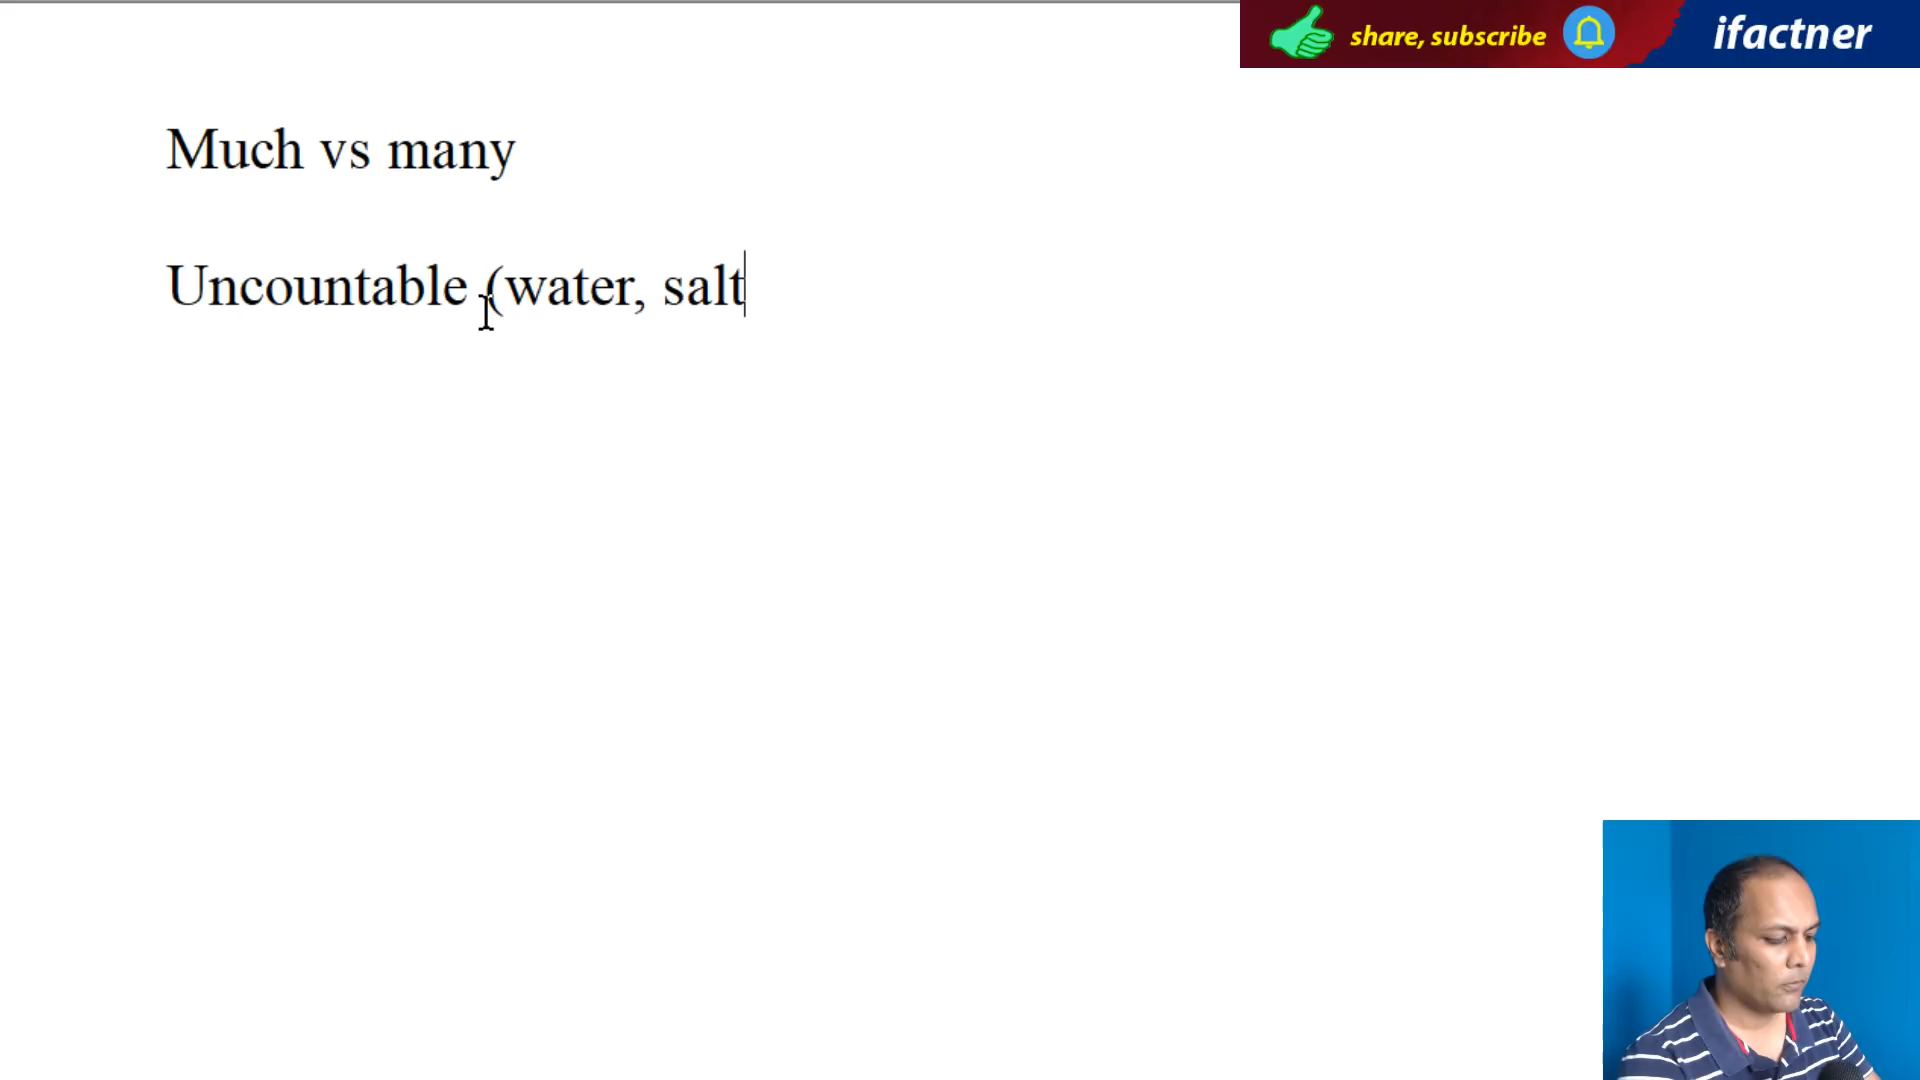 share, subscribe
ifactner
Much vs many
Uncountable (water, salt